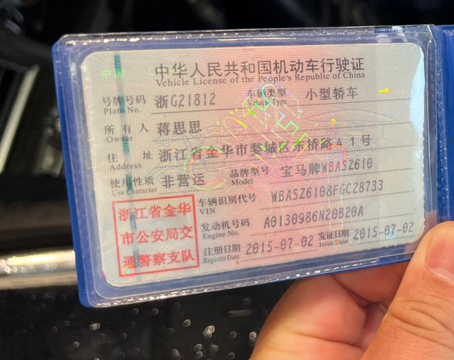 中华人民共和国机动车行驶证
Vehicle License of the People's Republic of China
号牌号码 浙G21812 车辆类型 小型轿车
Plate No. Vehicle Type
所有人 蒋思思
Owner
住址 浙江省金华市婺城区东桥路41号
Address
使用性质 非营运 品牌型号 宝马牌WBAS2610
Use Character Model
浙江省金华
市公安局交
通警察支队
车辆识别代号 WBAS26108FGC28733
VIN
发动机号码 A0130986N20B20A
Engine No.
注册日期 2015-07-02 发证日期 2015-07-02
Register Date Issue Date